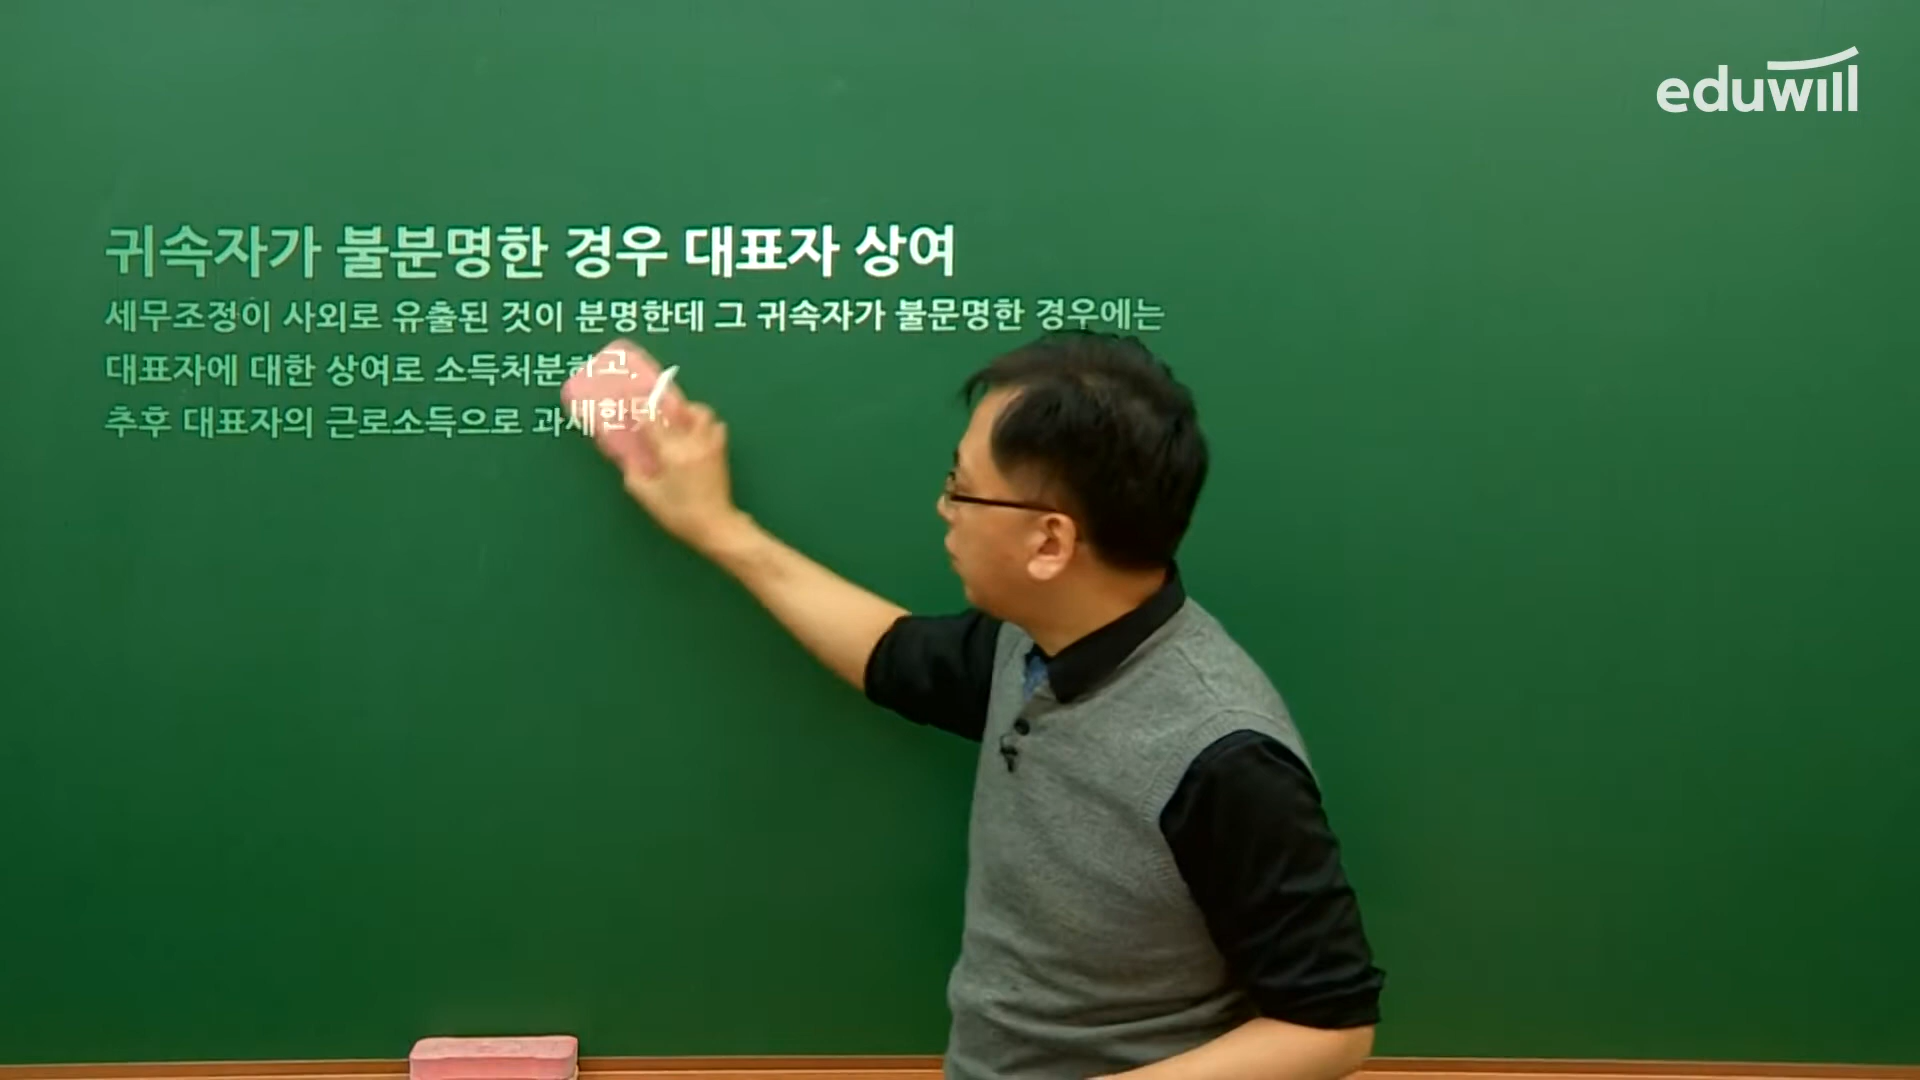 eduwill
귀속자가 불분명한 경우 대표자 상여
세무조정이 사외로 유출된 것이 분명한데 그 귀속자가 불문명한 경우에는
대표자에 대한 상여로 소득처분하고,
추후 대표자의 근로소득으로 과세한다.